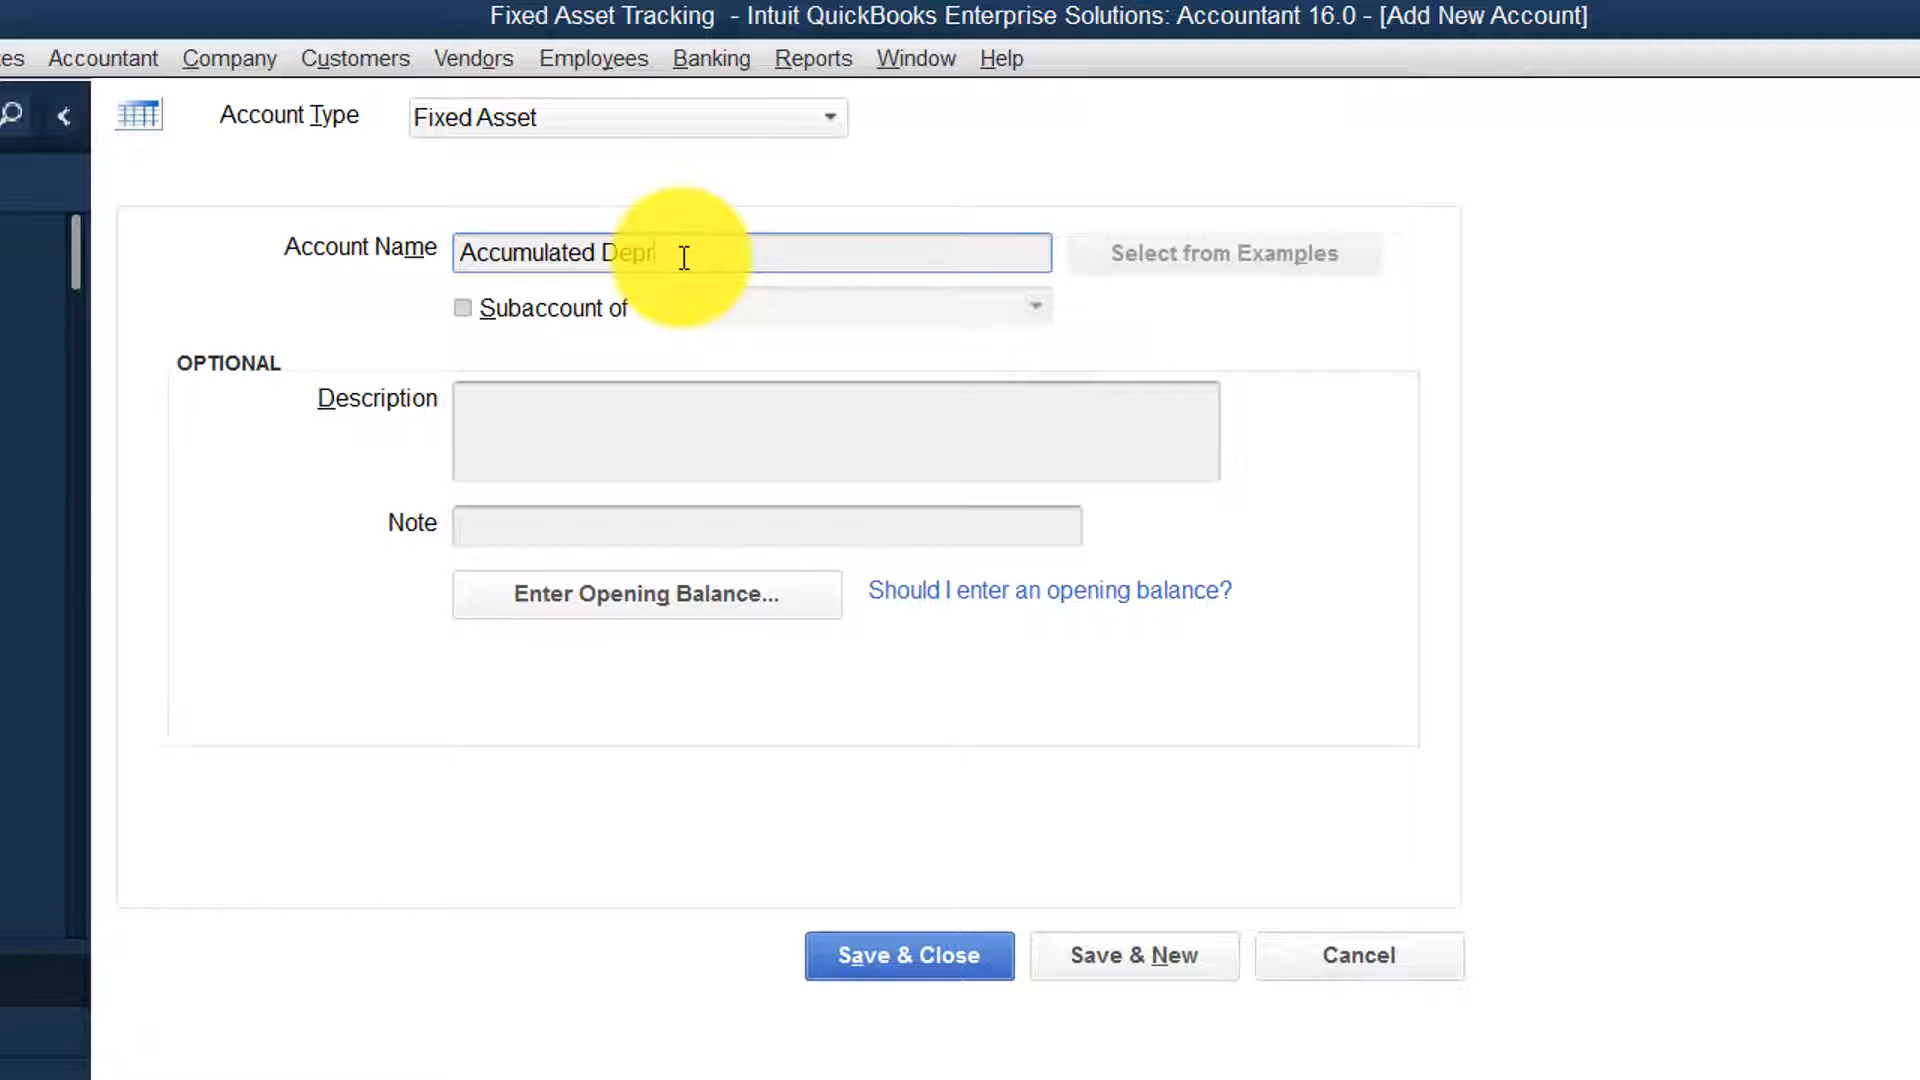 Fixed Asset Tracking - Intuit QuickBooks Enterprise Solutions: Accountant 16.0 - [Add New Account]
Accountant Company Customers Vendors Employees Banking Reports Window Help
Account Type Fixed Asset
Account Name Accumulated Depr Select from Examples
Subaccount of
OPTIONAL
Description
Note
Enter Opening Balance... Should I enter an opening balance?
Save & Close Save & New Cancel